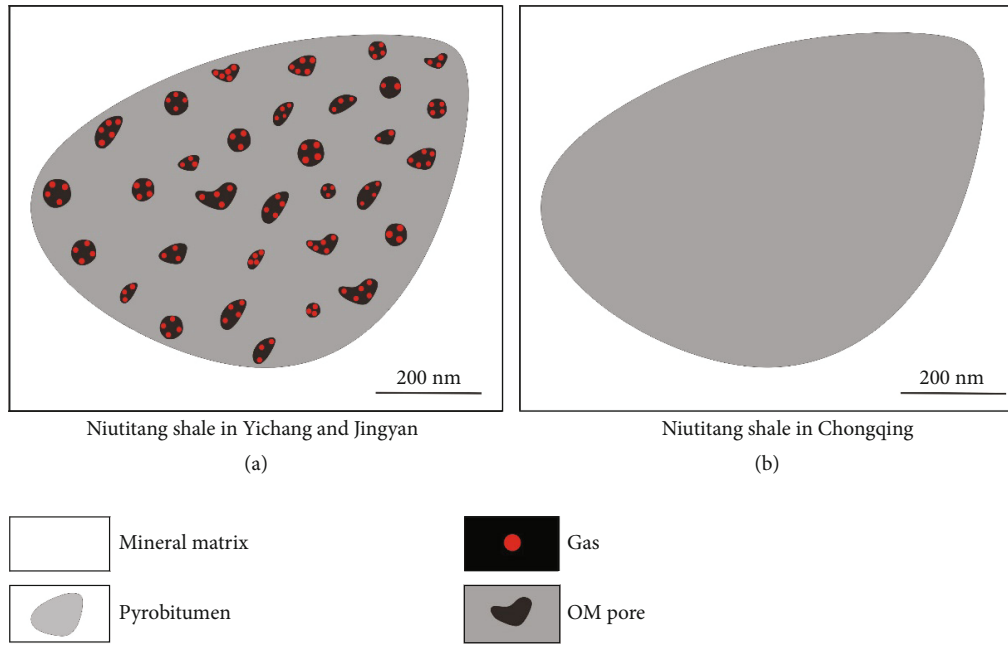 200 nm
200 nm
Niutitang shale in Yichang and Jingyan
Niutitang shale in Chongqing
(a)
(b)
Mineral matrix
Gas
Pyrobitumen
OM pore